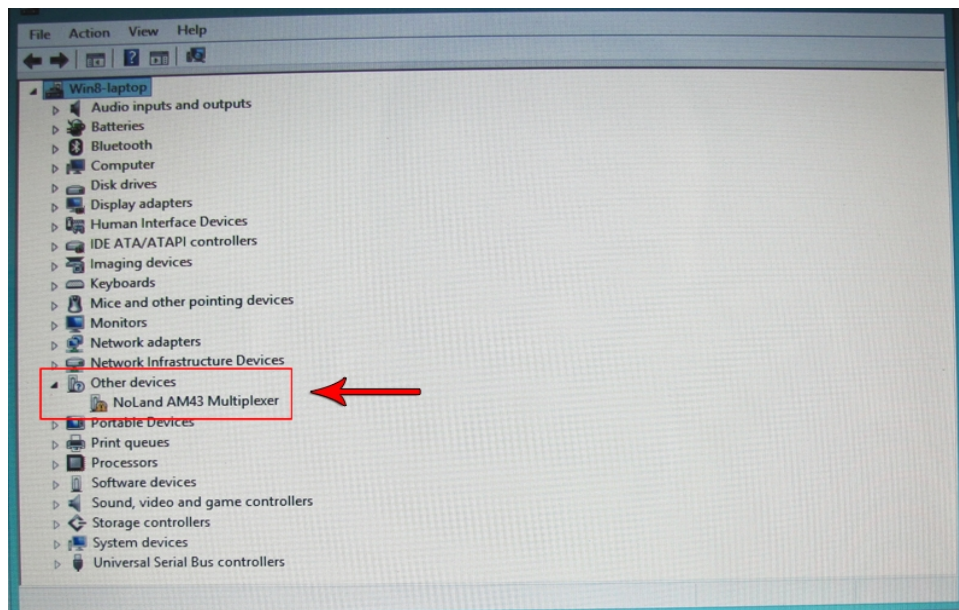 File Action View Help
Win8-laptop
Audio inputs and outputs
Batteries
Bluetooth
Computer
Disk drives
Display adapters
Human Interface Devices
IDE ATA/ATAPI controllers
Imaging devices
Keyboards
Mice and other pointing devices
Monitors
Network adapters
Network Infrastructure Devices
Other devices
NoLand AM43 Multiplexer
Portable Devices
Print queues
Processors
Software devices
Sound, video and game controllers
Storage controllers
System devices
Universal Serial Bus controllers